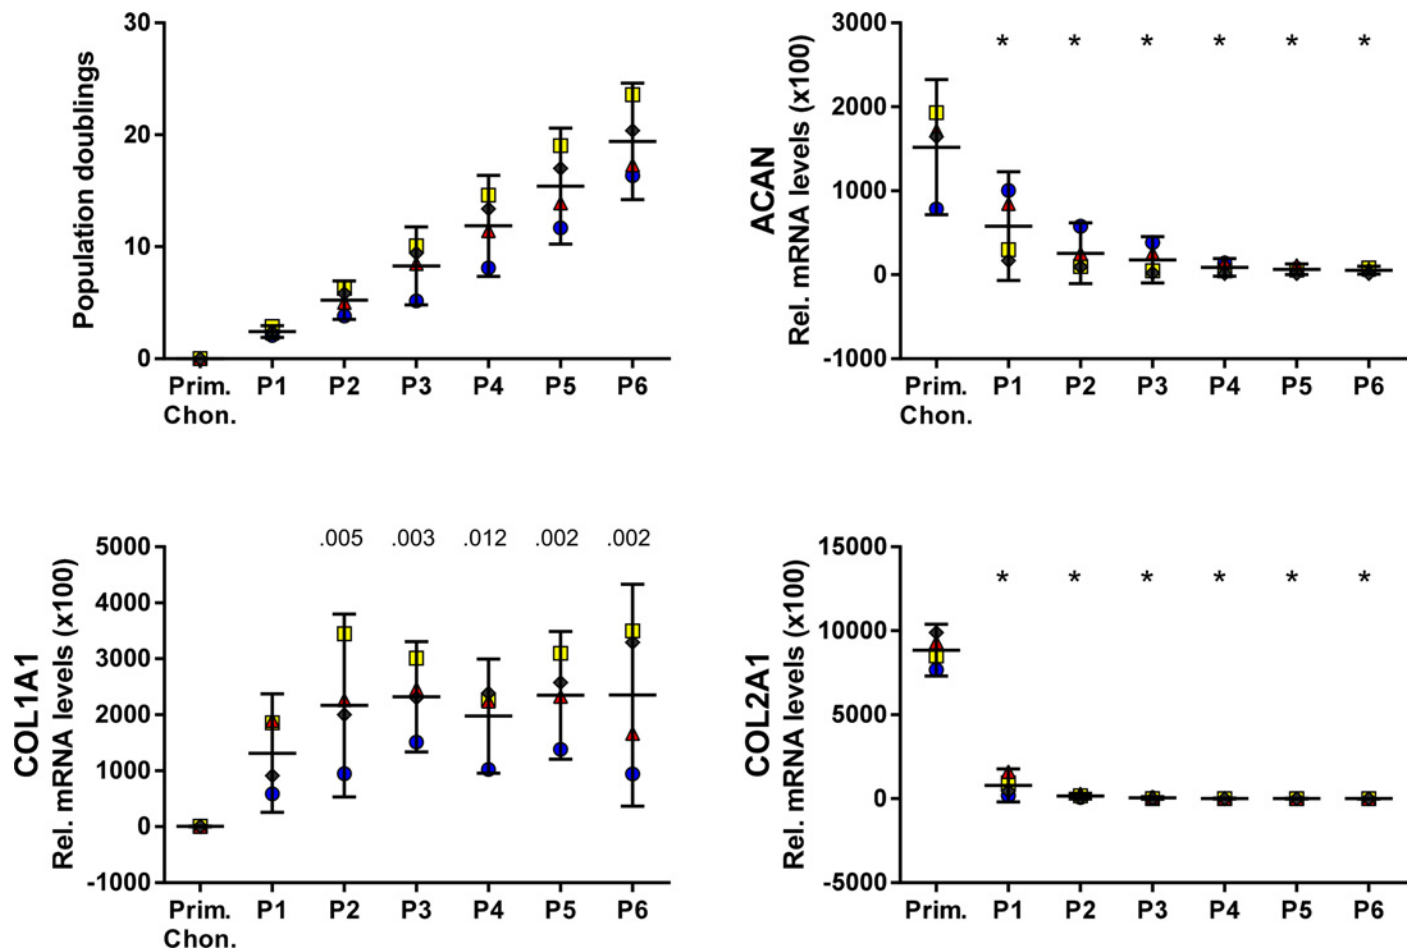 Population doublings
30
20
10
0
Prim. Chon.
P1
P2
P3
P4
P5
P6
ACAN
Rel. mRNA levels (x100)
3000
2000
1000
0
-1000
* * * * * *
Prim. Chon.
P1
P2
P3
P4
P5
P6
COL1A1
Rel. mRNA levels (x100)
5000
4000
3000
2000
1000
0
-1000
.005 .003 .012 .002 .002
Prim. Chon.
P1
P2
P3
P4
P5
P6
COL2A1
Rel. mRNA levels (x100)
15000
10000
5000
0
-5000
* * * * * *
Prim.
P1
P2
P3
P4
P5
P6